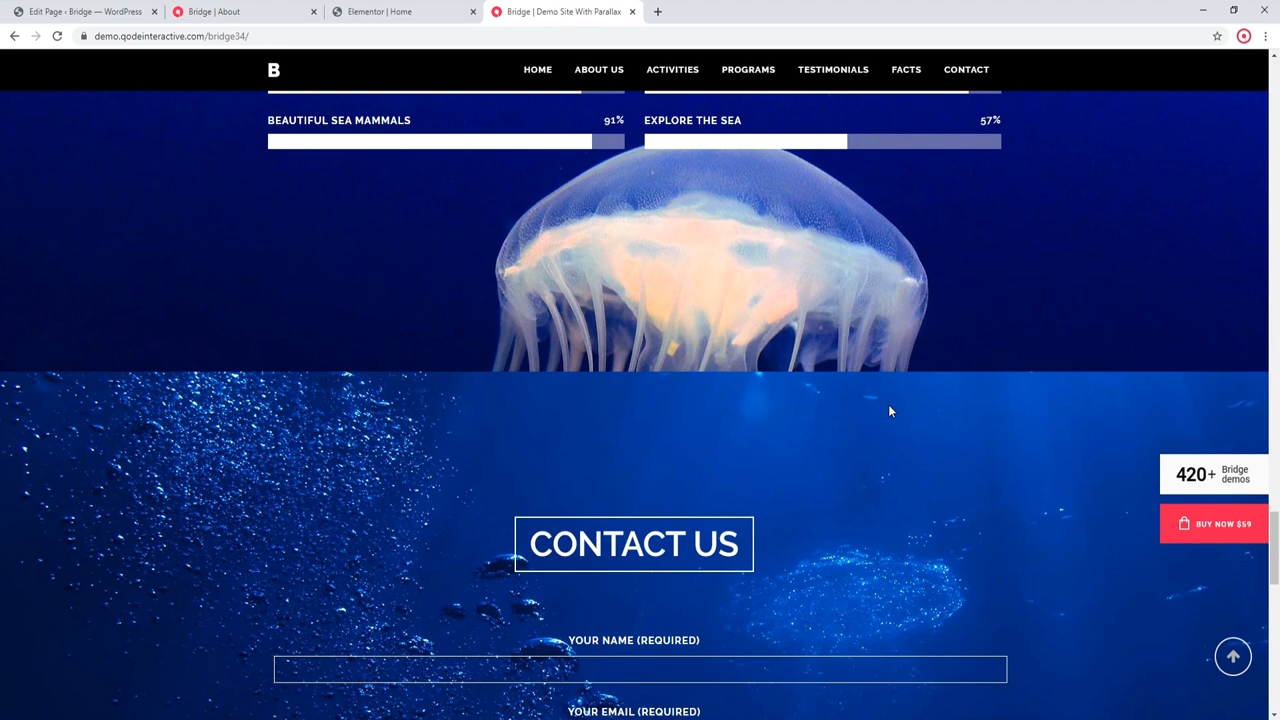 Edit Page ‹ Bridge — WordPress
Bridge | About
Elementor | Home
Bridge | Demo Site With Parallax
demo.qodeinteractive.com/bridge34/
B
HOME ABOUT US ACTIVITIES PROGRAMS TESTIMONIALS FACTS CONTACT
BEAUTIFUL SEA MAMMALS 91%
EXPLORE THE SEA 57%
420+ Bridge demos
BUY NOW $59
CONTACT US
YOUR NAME (REQUIRED)
YOUR EMAIL (REQUIRED)